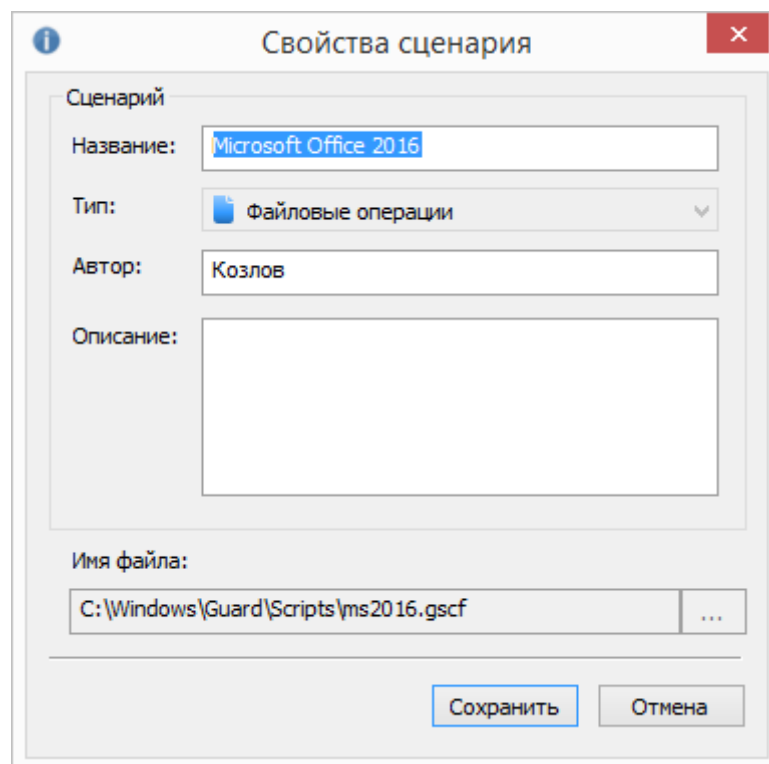 Свойства сценария
Сценарий
Название: Microsoft Office 2016
Тип: Файловые операции
Автор: Козлов
Описание:
Имя файла:
C:\Windows\Guard\Scripts\ms2016.gscf ...
Сохранить Отмена